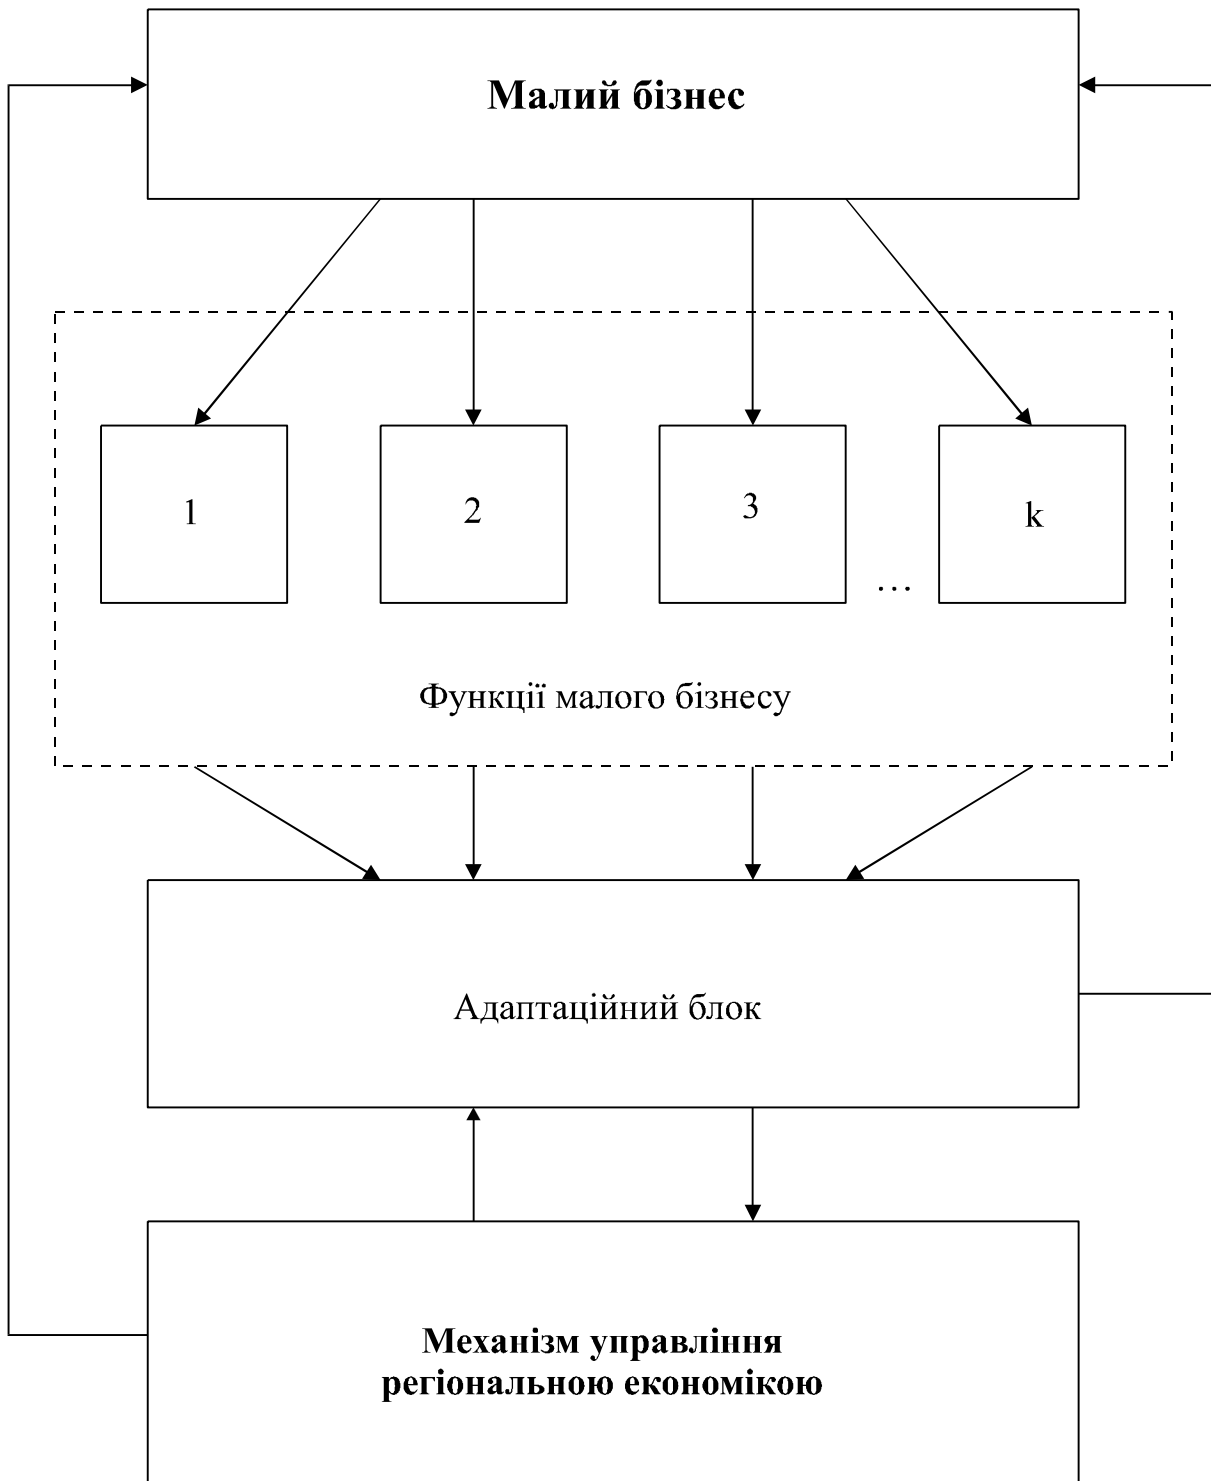 Малий бізнес
1
2
3
k
…
Функції малого бізнесу
Адаптаційний блок
Механізм управління
регіональною економікою